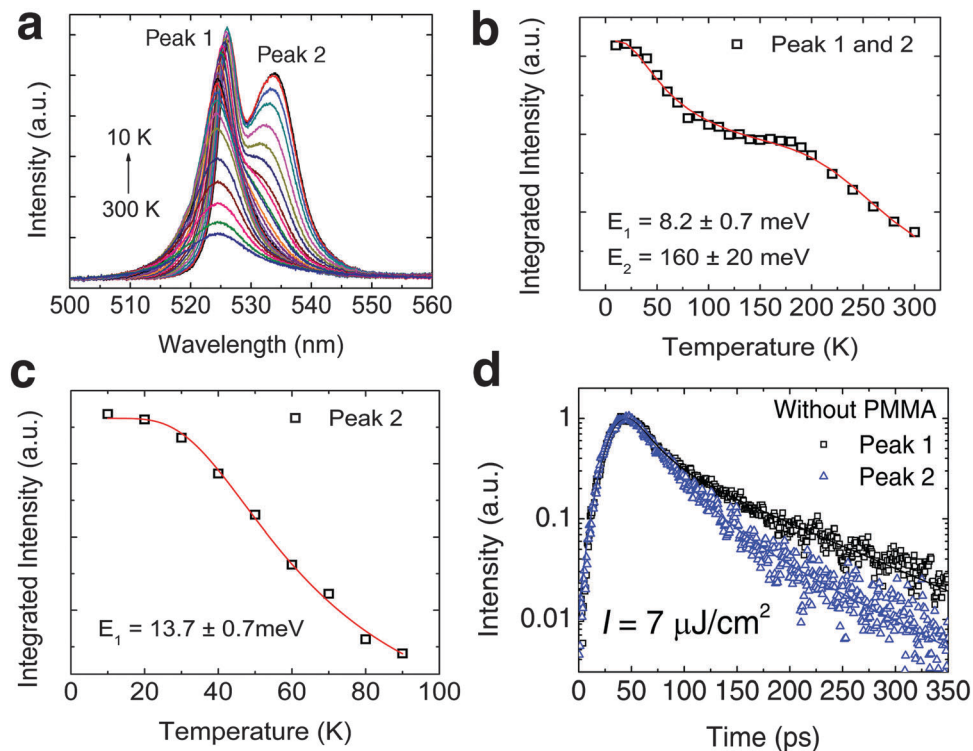 a
Peak 1
Peak 2
10 K
300 K
Intensity (a.u.)
500 510 520 530 540 550 560
Wavelength (nm)
b
Peak 1 and 2
Integrated Intensity (a.u.)
E1 = 8.2 ± 0.7 meV
E2 = 160 ± 20 meV
0 50 100 150 200 250 300
Temperature (K)
c
Peak 2
Integrated Intensity (a.u.)
E1 = 13.7 ± 0.7meV
0 20 40 60 80 100
Temperature (K)
d
Without PMMA
Peak 1
Peak 2
1
0.1
0.01
Intensity (a.u.)
I = 7 μJ/cm²
0 50 100 150 200 250 300 350
Time (ps)